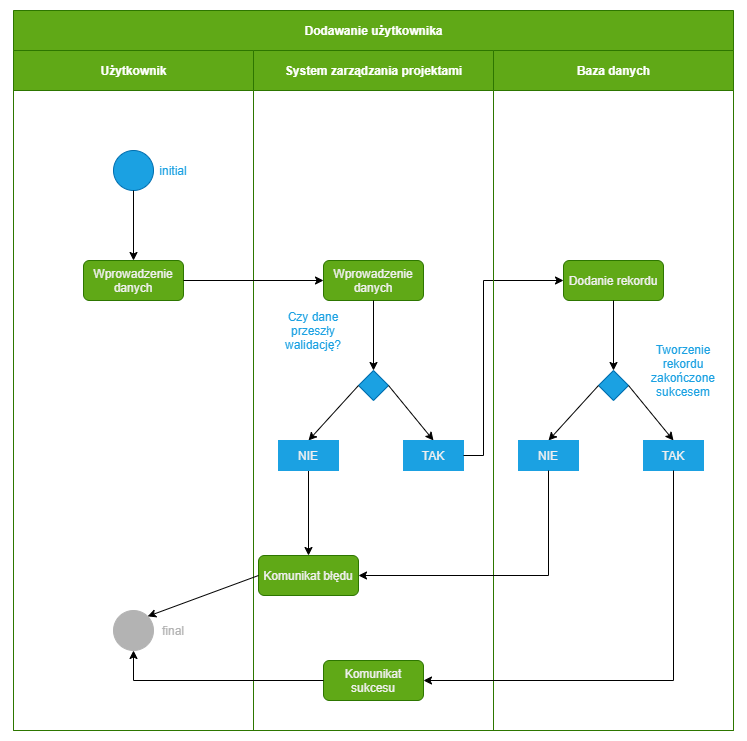 Dodawanie użytkownika
Użytkownik
System zarządzania projektami
Baza danych
initial
Wprowadzenie
danych
Wprowadzenie
danych
Dodanie rekordu
Czy dane
przeszły
walidację?
Tworzenie
rekordu
zakończone
sukcesem
NIE
TAK
NIE
TAK
Komunikat błędu
final
Komunikat
sukcesu